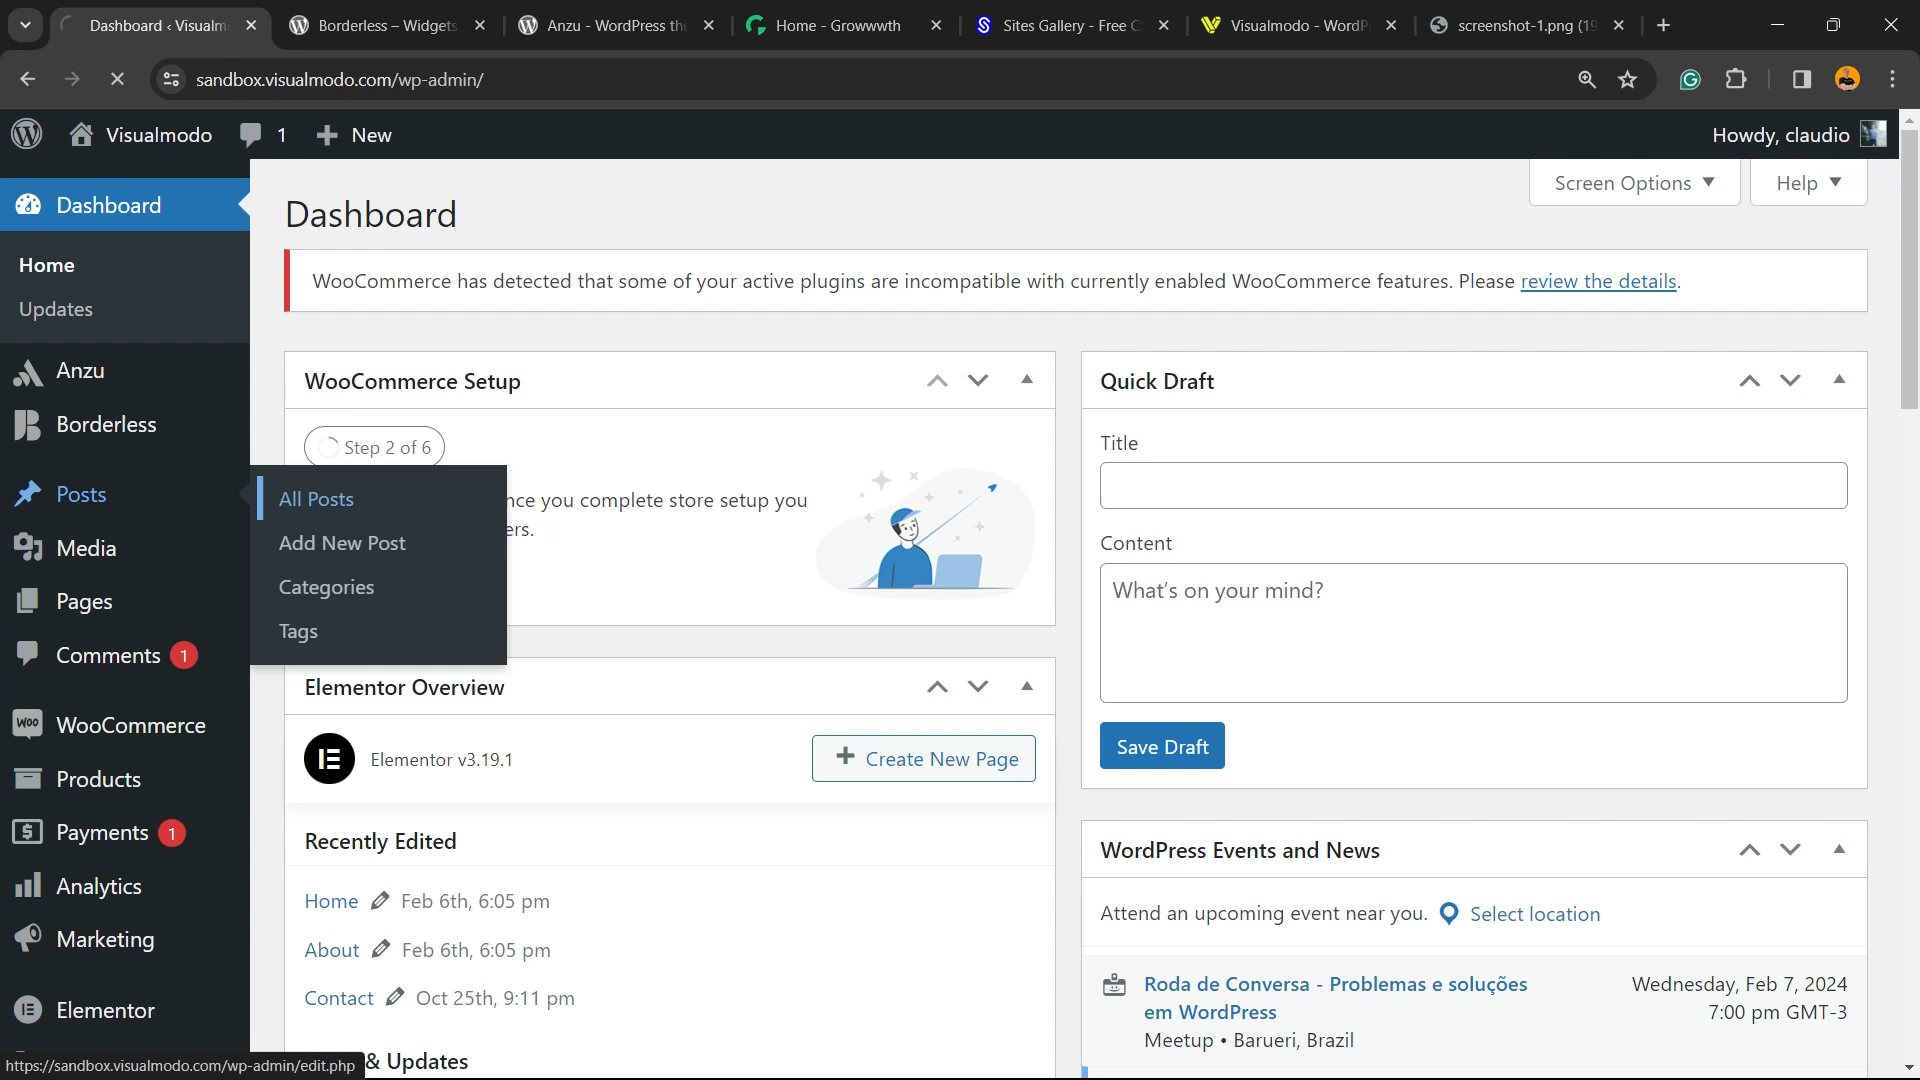 Dashboard ‹ Visualm
Borderless – Widgets
Anzu - WordPress the
Home - Growwwth
Sites Gallery - Free C
Visualmodo - WordP
screenshot-1.png (19
sandbox.visualmodo.com/wp-admin/
Visualmodo
1
New
Howdy, claudio
Screen Options
Help
Dashboard
Home
Updates
Anzu
Borderless
Posts
Media
Pages
Comments 1
WooCommerce
Products
Payments 1
Analytics
Marketing
Elementor
All Posts
Add New Post
Categories
Tags
Dashboard
WooCommerce has detected that some of your active plugins are incompatible with currently enabled WooCommerce features. Please review the details.
WooCommerce Setup
Step 2 of 6
nce you complete store setup you
ers.
Elementor Overview
Elementor v3.19.1
Create New Page
Recently Edited
Home Feb 6th, 6:05 pm
About Feb 6th, 6:05 pm
Contact Oct 25th, 9:11 pm
& Updates
Quick Draft
Title
Content
What's on your mind?
Save Draft
WordPress Events and News
Attend an upcoming event near you. Select location
Roda de Conversa - Problemas e soluções
em WordPress
Meetup • Barueri, Brazil
Wednesday, Feb 7, 2024
7:00 pm GMT-3
https://sandbox.visualmodo.com/wp-admin/edit.php